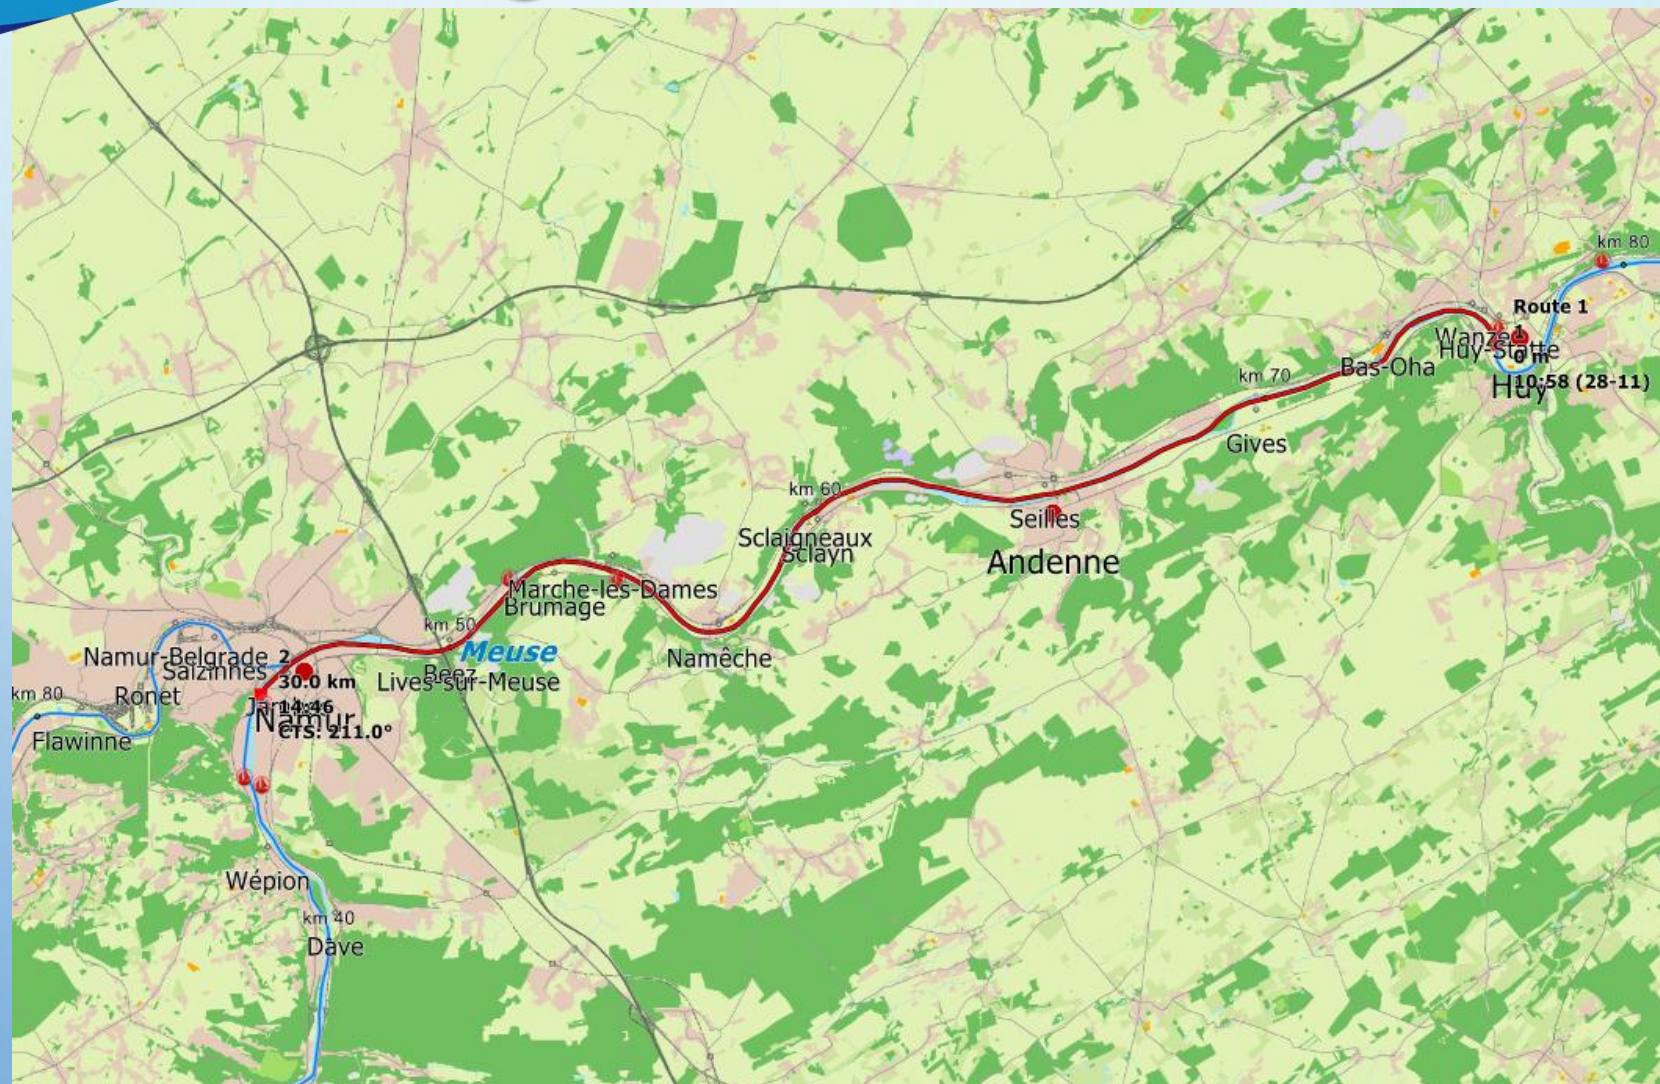 km 80
Route 1
1
Wanze
Huy-Statte
0 m
Bas-Oha
km 70
10:58 (28-11)
Huy
Gives
km 60
Seilles
Sclaigneaux
Sclayn
Andenne
Marche-les-Dames
Brumage
km 50
Meuse
Namêche
Namur-Belgrade
2
Salzinnes
Beez
Lives-sur-Meuse
30.0 km
km 80
Ronet
14:46
Namur
CTS: 211.0°
Flawinne
Wépion
km 40
Dave